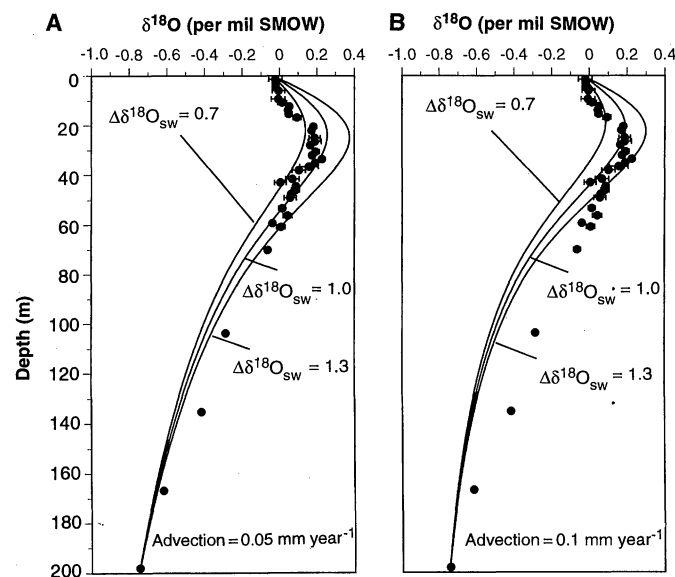 A
δ18O (per mil SMOW)
-1.0 -0.8 -0.6 -0.4 -0.2 0 0.2 0.4
0
20
40
60
80
100
120
140
160
180
200
Depth (m)
Δδ18Osw = 0.7
Δδ18Osw = 1.0
Δδ18Osw = 1.3
Advection = 0.05 mm year-1
B
δ18O (per mil SMOW)
-1.0 -0.8 -0.6 -0.4 -0.2 0 0.2 0.4
Δδ18Osw = 0.7
Δδ18Osw = 1.0
Δδ18Osw = 1.3
Advection = 0.1 mm year-1